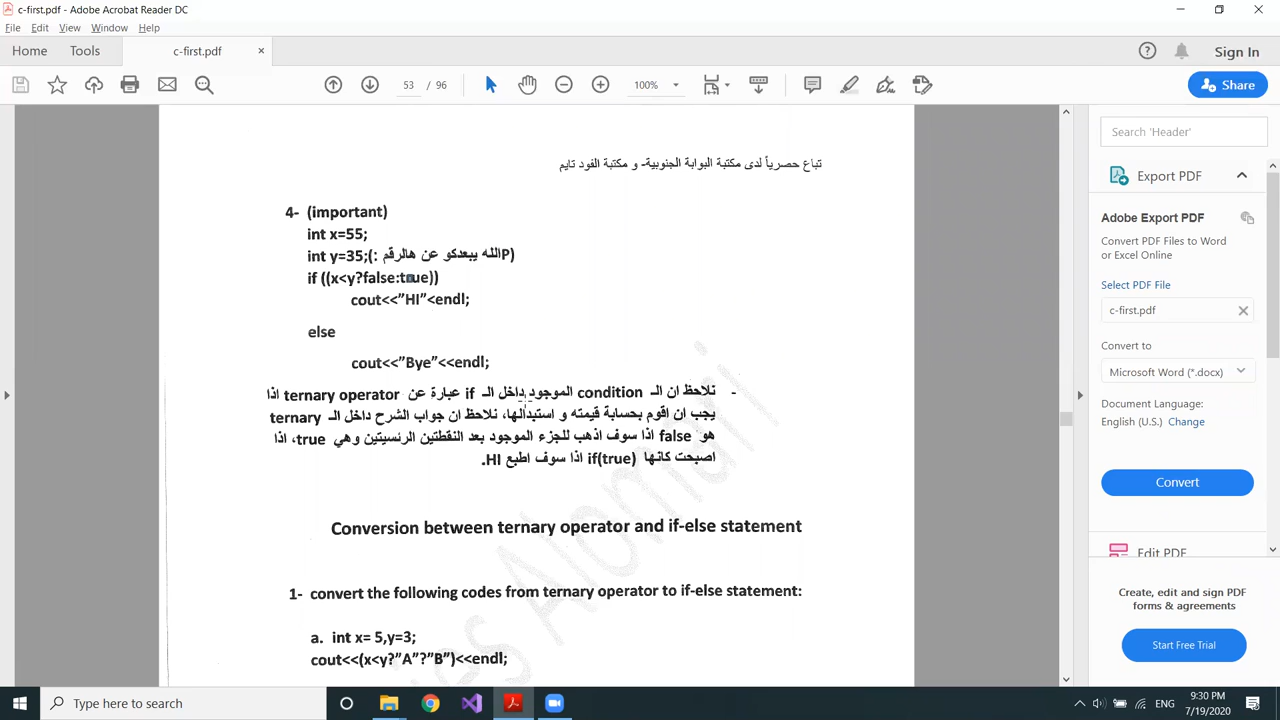 c-first.pdf - Adobe Acrobat Reader DC
File Edit View Window Help
Home Tools c-first.pdf × Sign In
53 / 96 100% Share
تباع حصرياً لدى مكتبة البوابة الجنوبية- و مكتبة الفود تايم
4- (important)
int x=55;
int y=35;(: الله يبعدكو عن هالرقمP)
if ((x<y?false:true))
cout<<”HI”<endl;
else
cout<<”Bye”<<endl;
- نلاحظ ان الـ condition الموجود داخل الـ if عبارة عن ternary operator اذا
يجب ان اقوم بحسابة قيمته و استبدالها، نلاحظ ان جواب الشرح داخل الـ ternary
هو false اذا سوف اذهب للجزء الموجود بعد النقطتين الرئسيتين وهي true، اذا
اصبحت كانها if(true) اذا سوف اطبع HI.
Conversion between ternary operator and if-else statement
1- convert the following codes from ternary operator to if-else statement:
a. int x= 5,y=3;
cout<<(x<y?”A”?”B”)<<endl;
Search 'Header'
Export PDF
Adobe Export PDF
Convert PDF Files to Word
or Excel Online
Select PDF File
c-first.pdf
Convert to
Microsoft Word (*.docx)
Document Language:
English (U.S.) Change
Convert
Edit PDF
Create, edit and sign PDF
forms & agreements
Start Free Trial
Type here to search
ENG
9:30 PM
7/19/2020